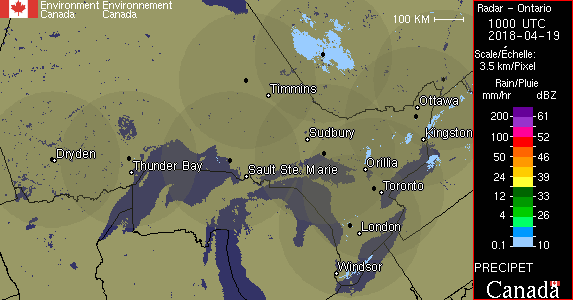 Environment Environnement
Canada Canada
100 KM
Timmins
Ottawa
Sudbury
Kingston
Dryden
Thunder Bay
Sault Ste. Marie
Orillia
Toronto
London
Windsor
Radar - Ontario
1000 UTC
2018-04-19
Scale/Échelle:
3.5 km/Pixel
Rain/Pluie
mm/hr dBZ
200 61
100 52
50 46
24 39
12 33
4 26
0.1 10
PRECIPET
Canada